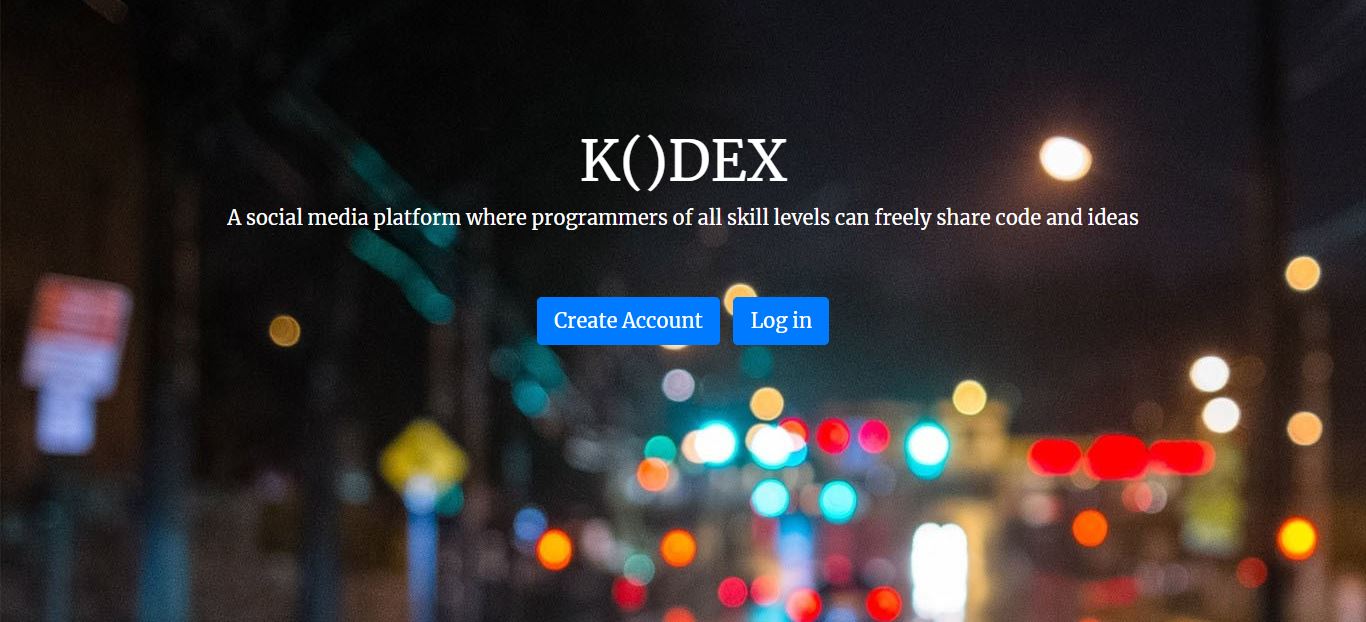 K()DEX
A social media platform where programmers of all skill levels can freely share code and ideas
Create Account
Log in